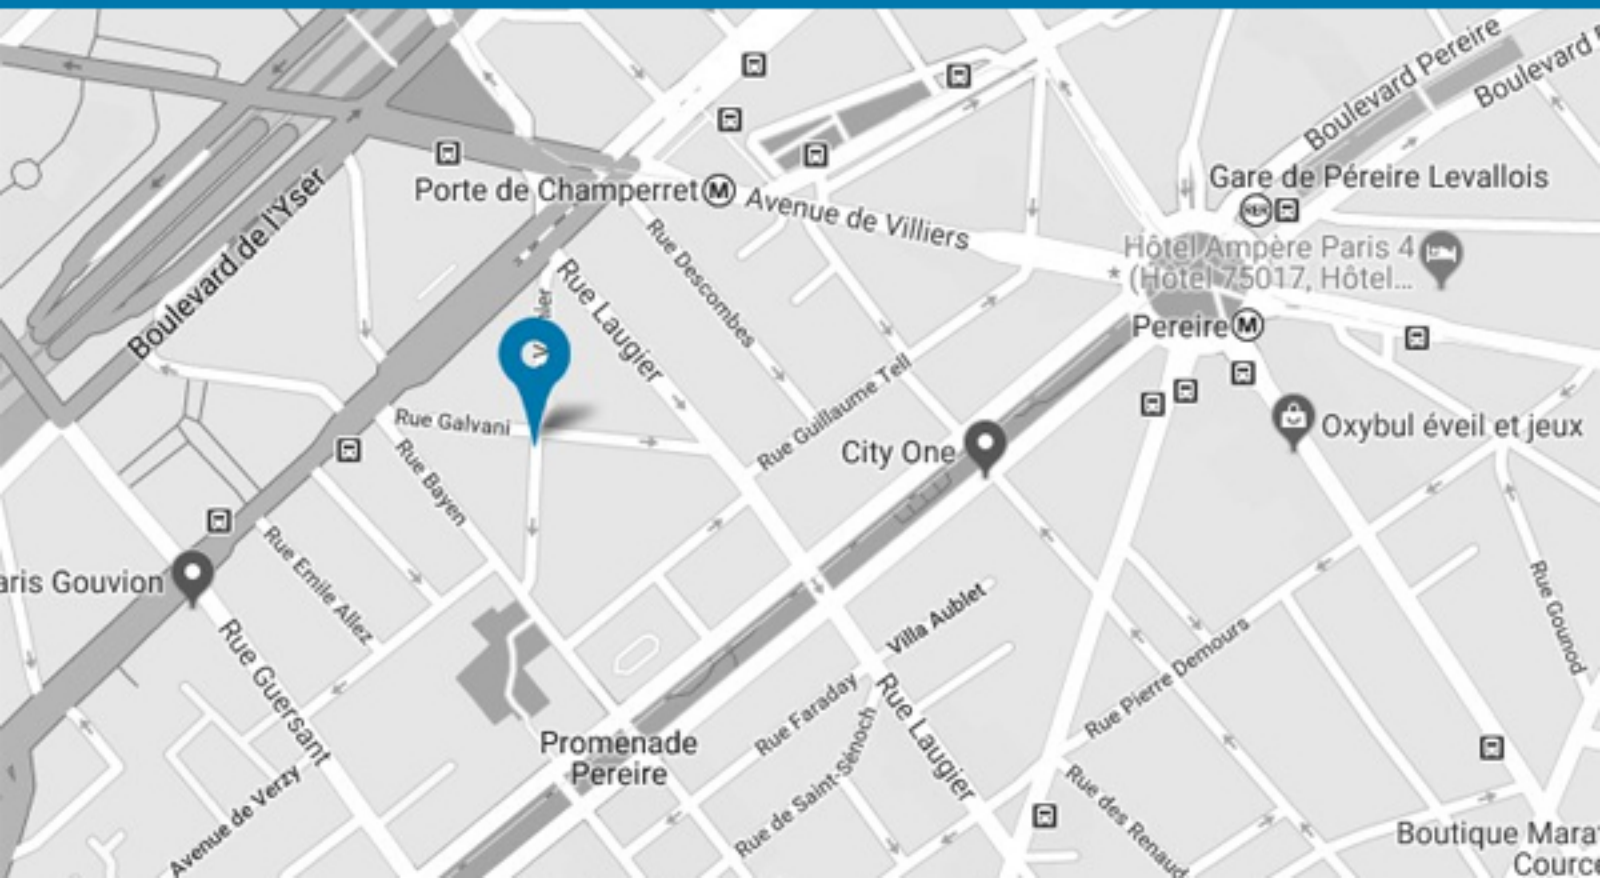 Boulevard Pereire
Boulevard
Porte de Champerret
M
Avenue de Villiers
Gare de Péreire Levallois
RER
Hôtel Ampère Paris 4
(Hôtel 75017, Hôtel...
Boulevard de l'Yser
Rue Descombes
Rue Laugier
Pereire
M
Rue Guillaume Tell
Rue Galvani
City One
Oxybul éveil et jeux
Rue Bayen
Rue Emile Allez
aris Gouvion
Rue Gounod
Villa Aublet
Rue Guersant
Rue Pierre Demours
Rue Faraday
Rue Laugier
Promenade
Pereire
Rue de Saint-Senoch
Avenue de Verzy
Rue des Renaud
Boutique Mara
Cource